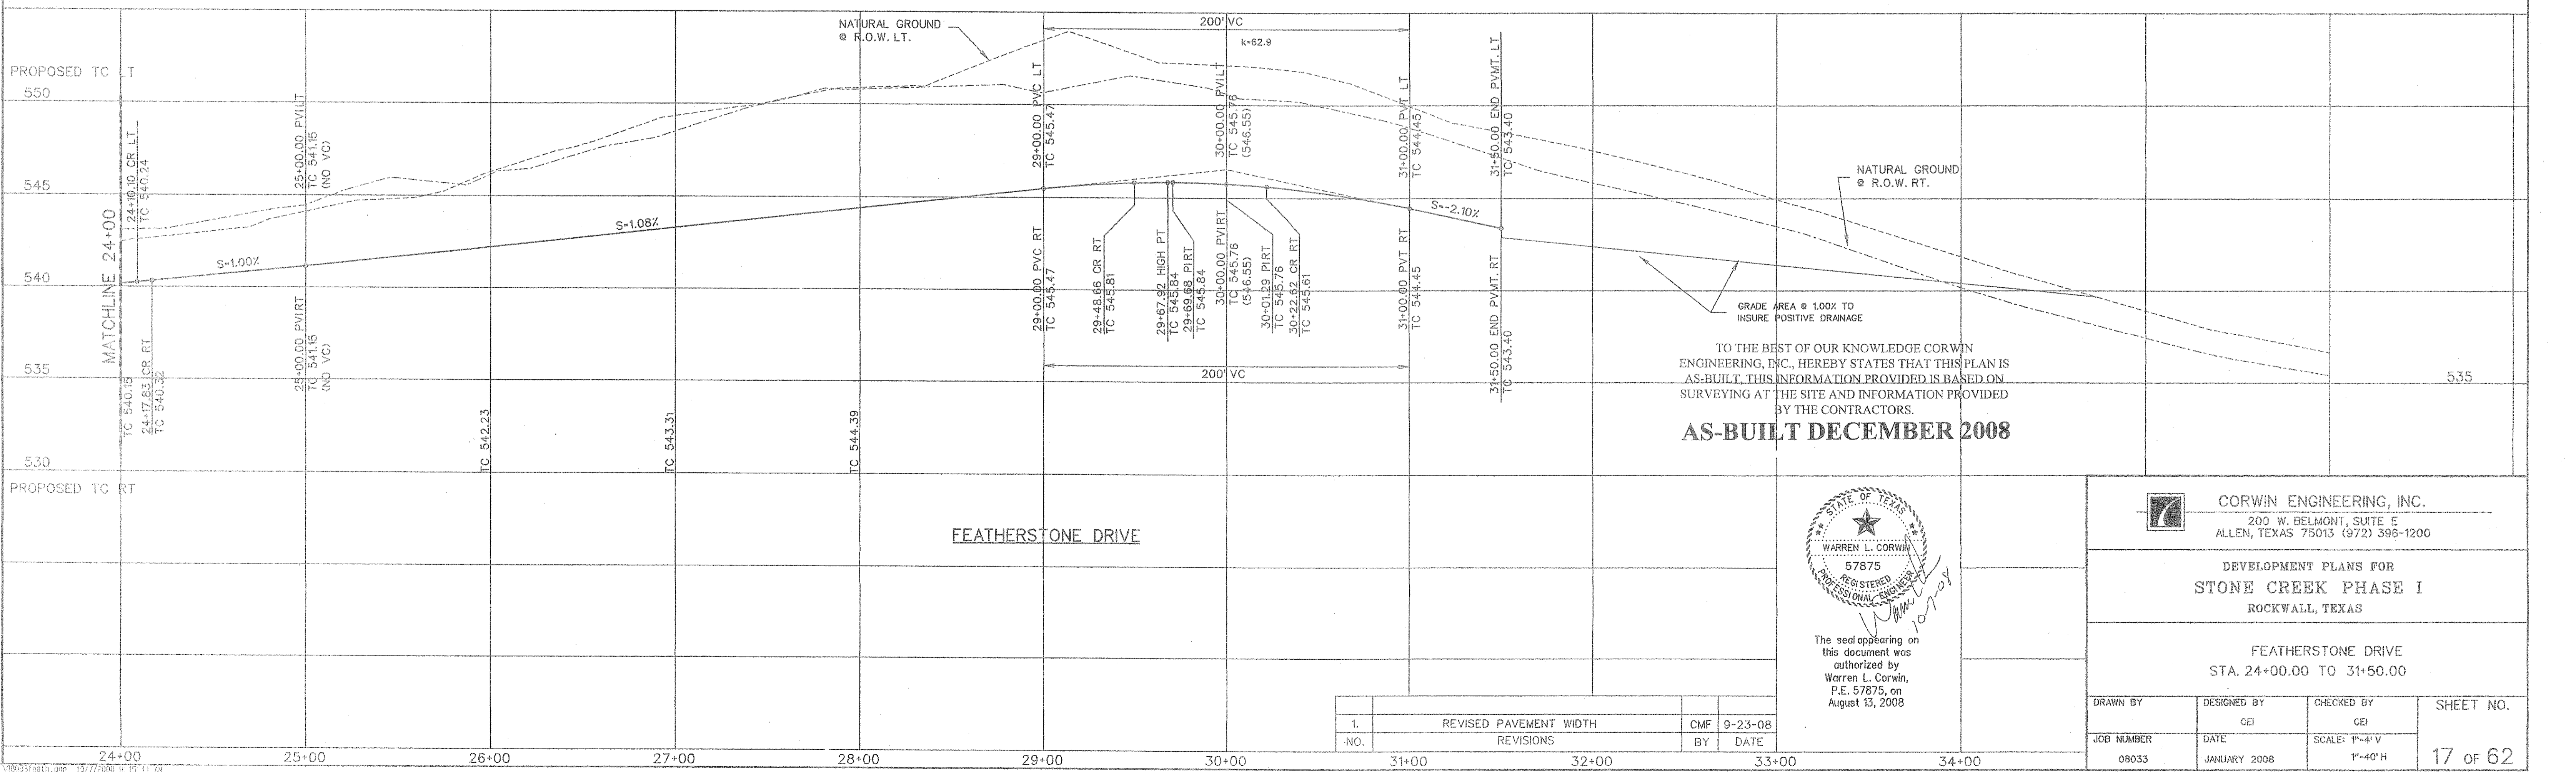 NATURAL GROUND
@ R.O.W. LT.
200' VC
k=62.9
PROPOSED TC LT
550
545
540
535
530
PROPOSED TC RT
MATCHLINE 24+00
24+10.10 CR LT
TC 540.24
TC 540.15
24+17.83 CR RT
TC 540.32
25+00.00 PVILT
TC 541.15
(NO VC)
25+00.00 PVIRT
TC 541.15
(NO VC)
S=1.00%
S=1.08%
TC 542.23
TC 543.31
TC 544.39
29+00.00 PVC LT
TC 545.47
29+00.00 PVC RT
TC 545.47
29+48.66 CR RT
TC 545.81
29+67.92 HIGH PT
TC 545.84
29+69.68 PIRT
TC 545.84
30+00.00 PVILT
TC 545.76
(546.55)
30+00.00 PVIRT
TC 545.76
(546.55)
30+01.29 PIRT
TC 545.76
30+22.62 CR RT
TC 545.61
31+00.00 PVT LT
TC 544.45
31+00.00 PVT RT
TC 544.45
S=-2.10%
31+50.00 END PVMT. LT
TC 543.40
31+50.00 END PVMT. RT
TC 543.40
200' VC
NATURAL GROUND
@ R.O.W. RT.
GRADE AREA @ 1.00% TO
INSURE POSITIVE DRAINAGE
TO THE BEST OF OUR KNOWLEDGE CORWIN
ENGINEERING, INC., HEREBY STATES THAT THIS PLAN IS
AS-BUILT, THIS INFORMATION PROVIDED IS BASED ON
SURVEYING AT THE SITE AND INFORMATION PROVIDED
BY THE CONTRACTORS.
AS-BUILT DECEMBER 2008
535
FEATHERSTONE DRIVE
STATE OF TEXAS
WARREN L. CORWIN
57875
REGISTERED
PROFESSIONAL ENGINEER
10-7-08
The seal appearing on
this document was
authorized by
Warren L. Corwin,
P.E. 57875, on
August 13, 2008
1. REVISED PAVEMENT WIDTH CMF 9-23-08
NO. REVISIONS BY DATE
CORWIN ENGINEERING, INC.
200 W. BELMONT, SUITE E
ALLEN, TEXAS 75013 (972) 396-1200
DEVELOPMENT PLANS FOR
STONE CREEK PHASE I
ROCKWALL, TEXAS
FEATHERSTONE DRIVE
STA. 24+00.00 TO 31+50.00
DRAWN BY
DESIGNED BY
CEI
CHECKED BY
CEI
SHEET NO.
17 OF 62
JOB NUMBER
08033
DATE
JANUARY 2008
SCALE: 1"=4' V
1"=40' H
24+00 25+00 26+00 27+00 28+00 29+00 30+00 31+00 32+00 33+00 34+00